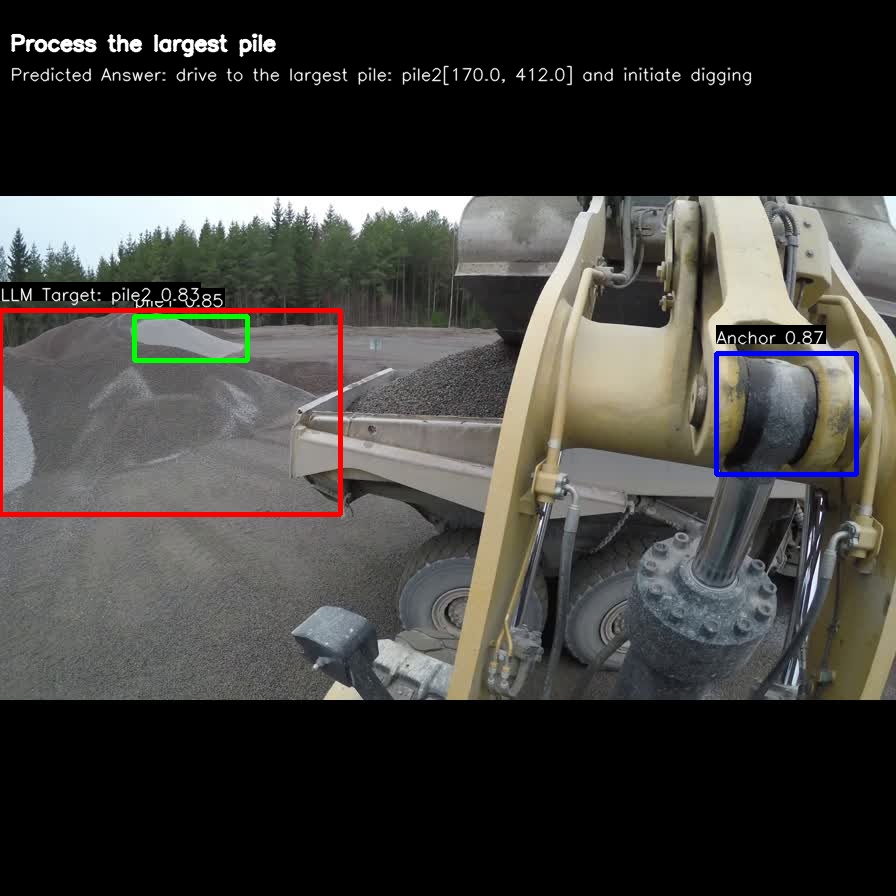 Process the largest pile
Predicted Answer: drive to the largest pile: pile2[170.0, 412.0] and initiate digging
LLM Target: pile2 0.83
0.85
Anchor 0.87